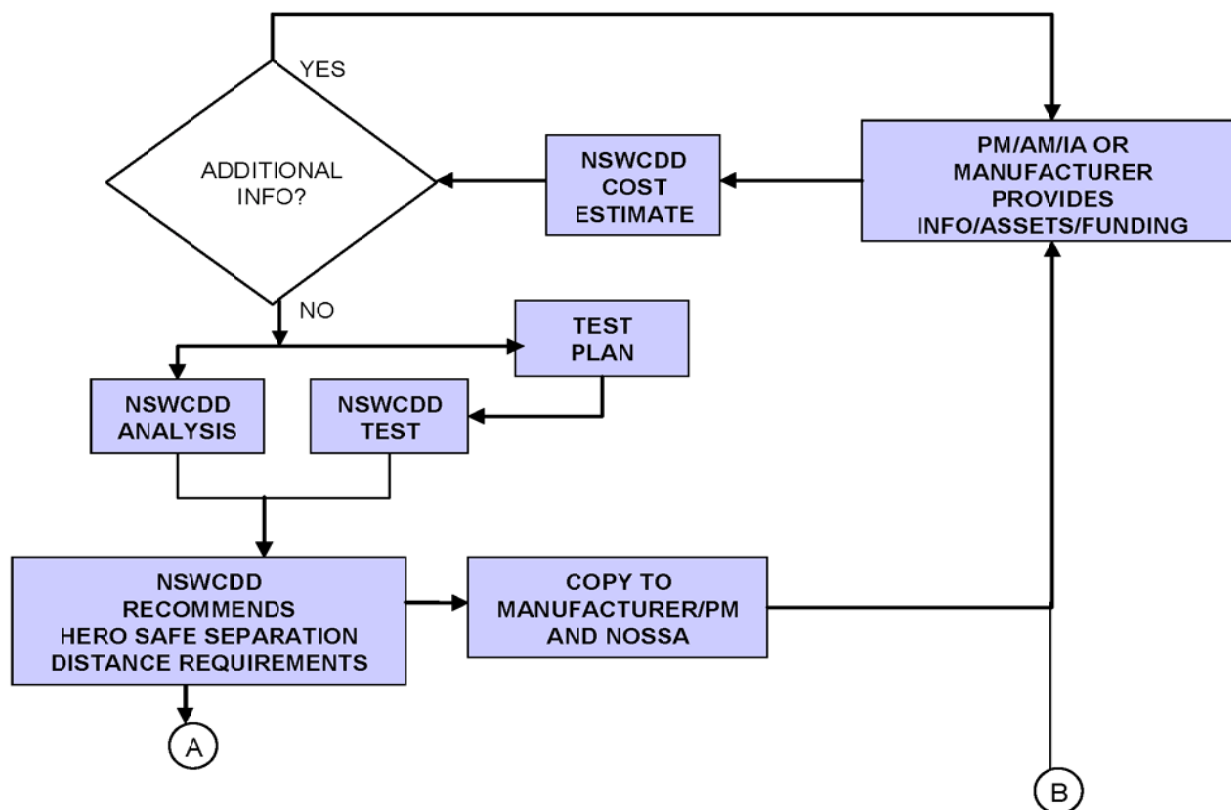 YES
ADDITIONAL
INFO?
NSWCDD
COST
ESTIMATE
PM/AM/IA OR
MANUFACTURER
PROVIDES
INFO/ASSETS/FUNDING
NO
TEST
PLAN
NSWCDD
ANALYSIS
NSWCDD
TEST
NSWCDD
RECOMMENDS
HERO SAFE SEPARATION
DISTANCE REQUIREMENTS
COPY TO
MANUFACTURER/PM
AND NOSSA
A
B